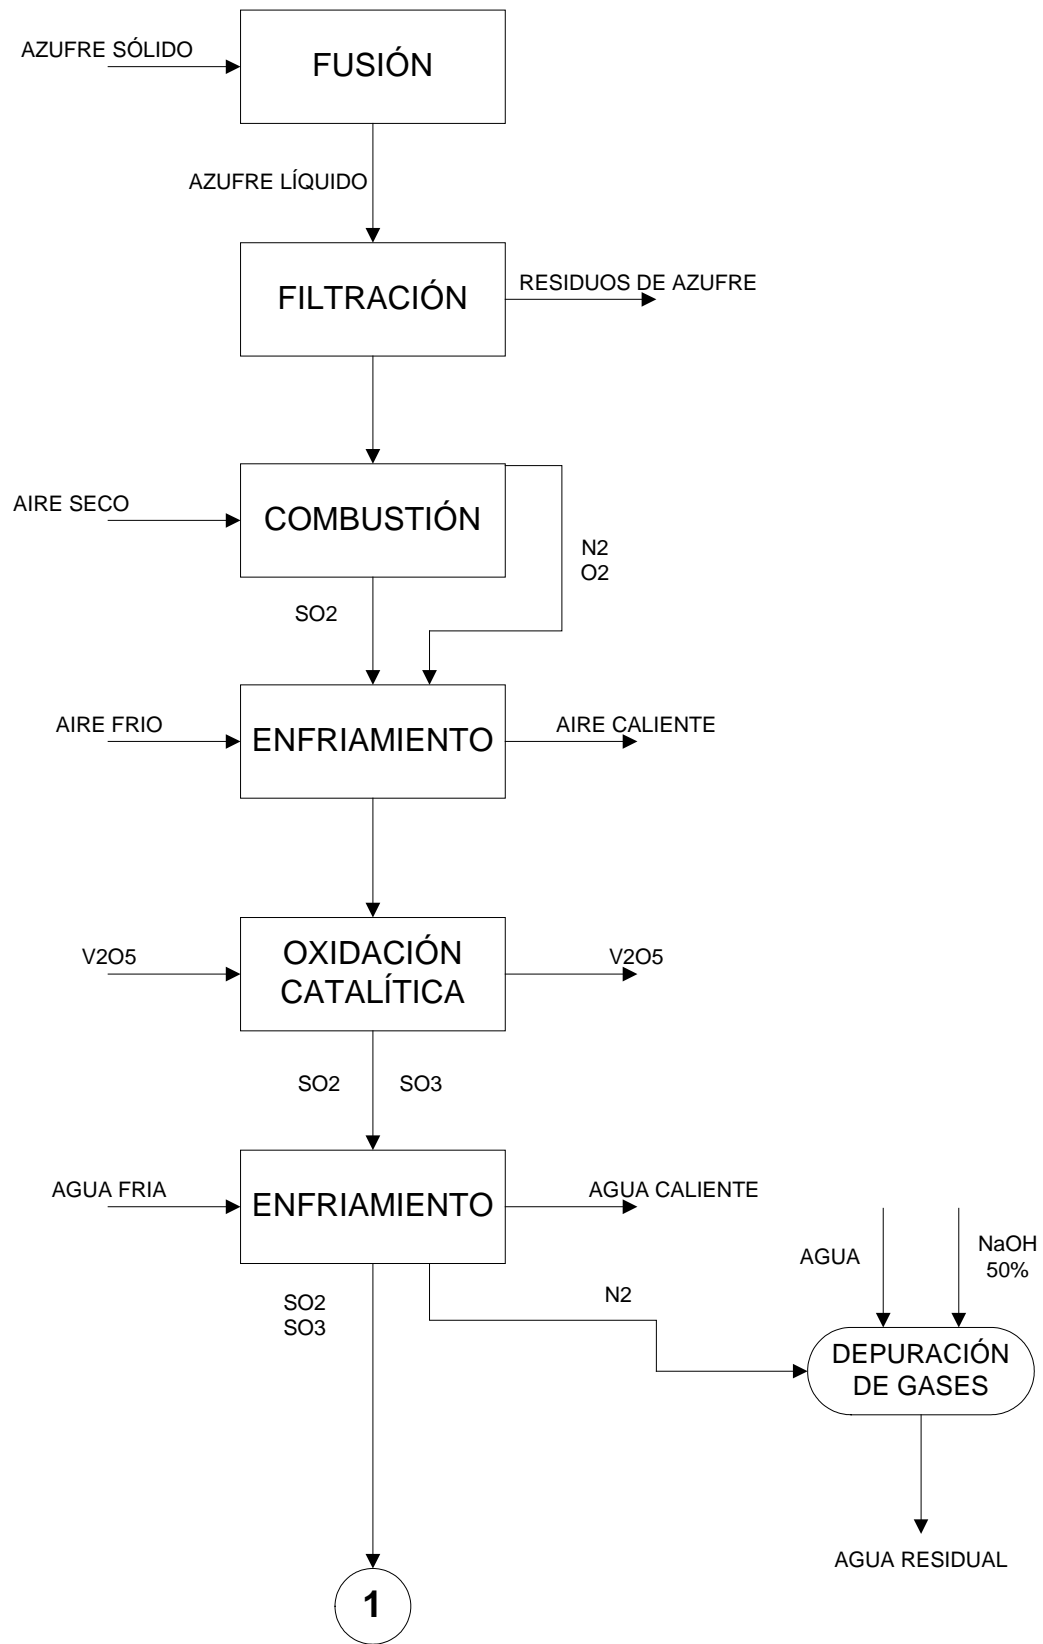 AZUFRE SÓLIDO
FUSIÓN
AZUFRE LÍQUIDO
FILTRACIÓN
RESIDUOS DE AZUFRE
AIRE SECO
COMBUSTIÓN
N2
O2
SO2
AIRE FRIO
ENFRIAMIENTO
AIRE CALIENTE
V2O5
OXIDACIÓN
CATALÍTICA
V2O5
SO2
SO3
AGUA FRIA
ENFRIAMIENTO
AGUA CALIENTE
AGUA
NaOH
50%
SO2
SO3
N2
DEPURACIÓN
DE GASES
AGUA RESIDUAL
1